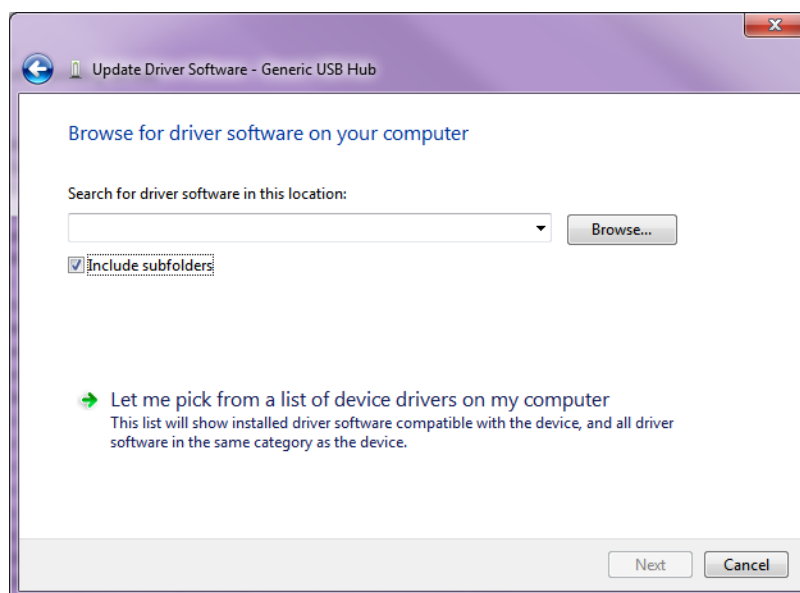 Update Driver Software - Generic USB Hub
Browse for driver software on your computer
Search for driver software in this location:
Browse...
Include subfolders
Let me pick from a list of device drivers on my computer
This list will show installed driver software compatible with the device, and all driver
software in the same category as the device.
Next
Cancel